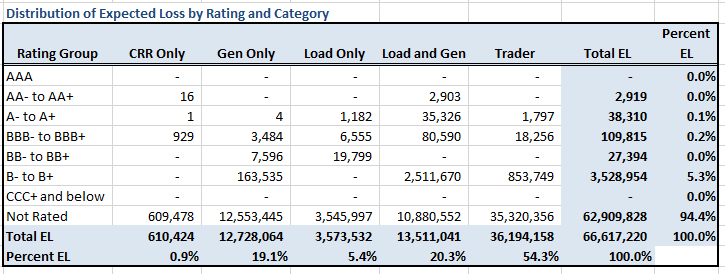 Distribution of Expected Loss by Rating and Category
Percent
Rating Group CRR Only Gen Only Load Only Load and Gen Trader Total EL EL
AAA - - - - - - 0.0%
AA- to AA+ 16 - - 2,903 - 2,919 0.0%
A- to A+ 1 4 1,182 35,326 1,797 38,310 0.1%
BBB- to BBB+ 929 3,484 6,555 80,590 18,256 109,815 0.2%
BB- to BB+ - 7,596 19,799 - - 27,394 0.0%
B- to B+ - 163,535 - 2,511,670 853,749 3,528,954 5.3%
CCC+ and below - - - - - - 0.0%
Not Rated 609,478 12,553,445 3,545,997 10,880,552 35,320,356 62,909,828 94.4%
Total EL 610,424 12,728,064 3,573,532 13,511,041 36,194,158 66,617,220 100.0%
Percent EL 0.9% 19.1% 5.4% 20.3% 54.3% 100.0%